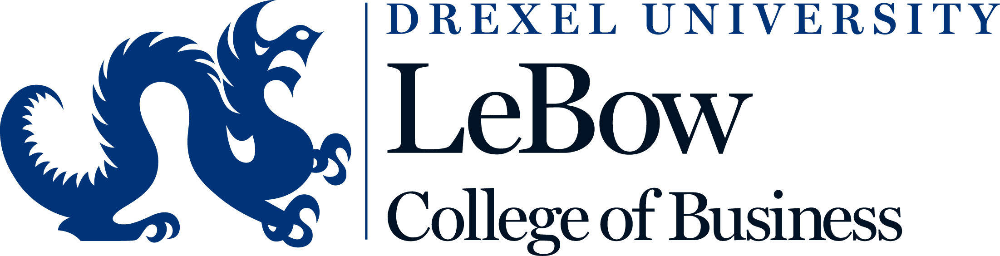 DREXEL UNIVERSITY
LeBow
College of Business